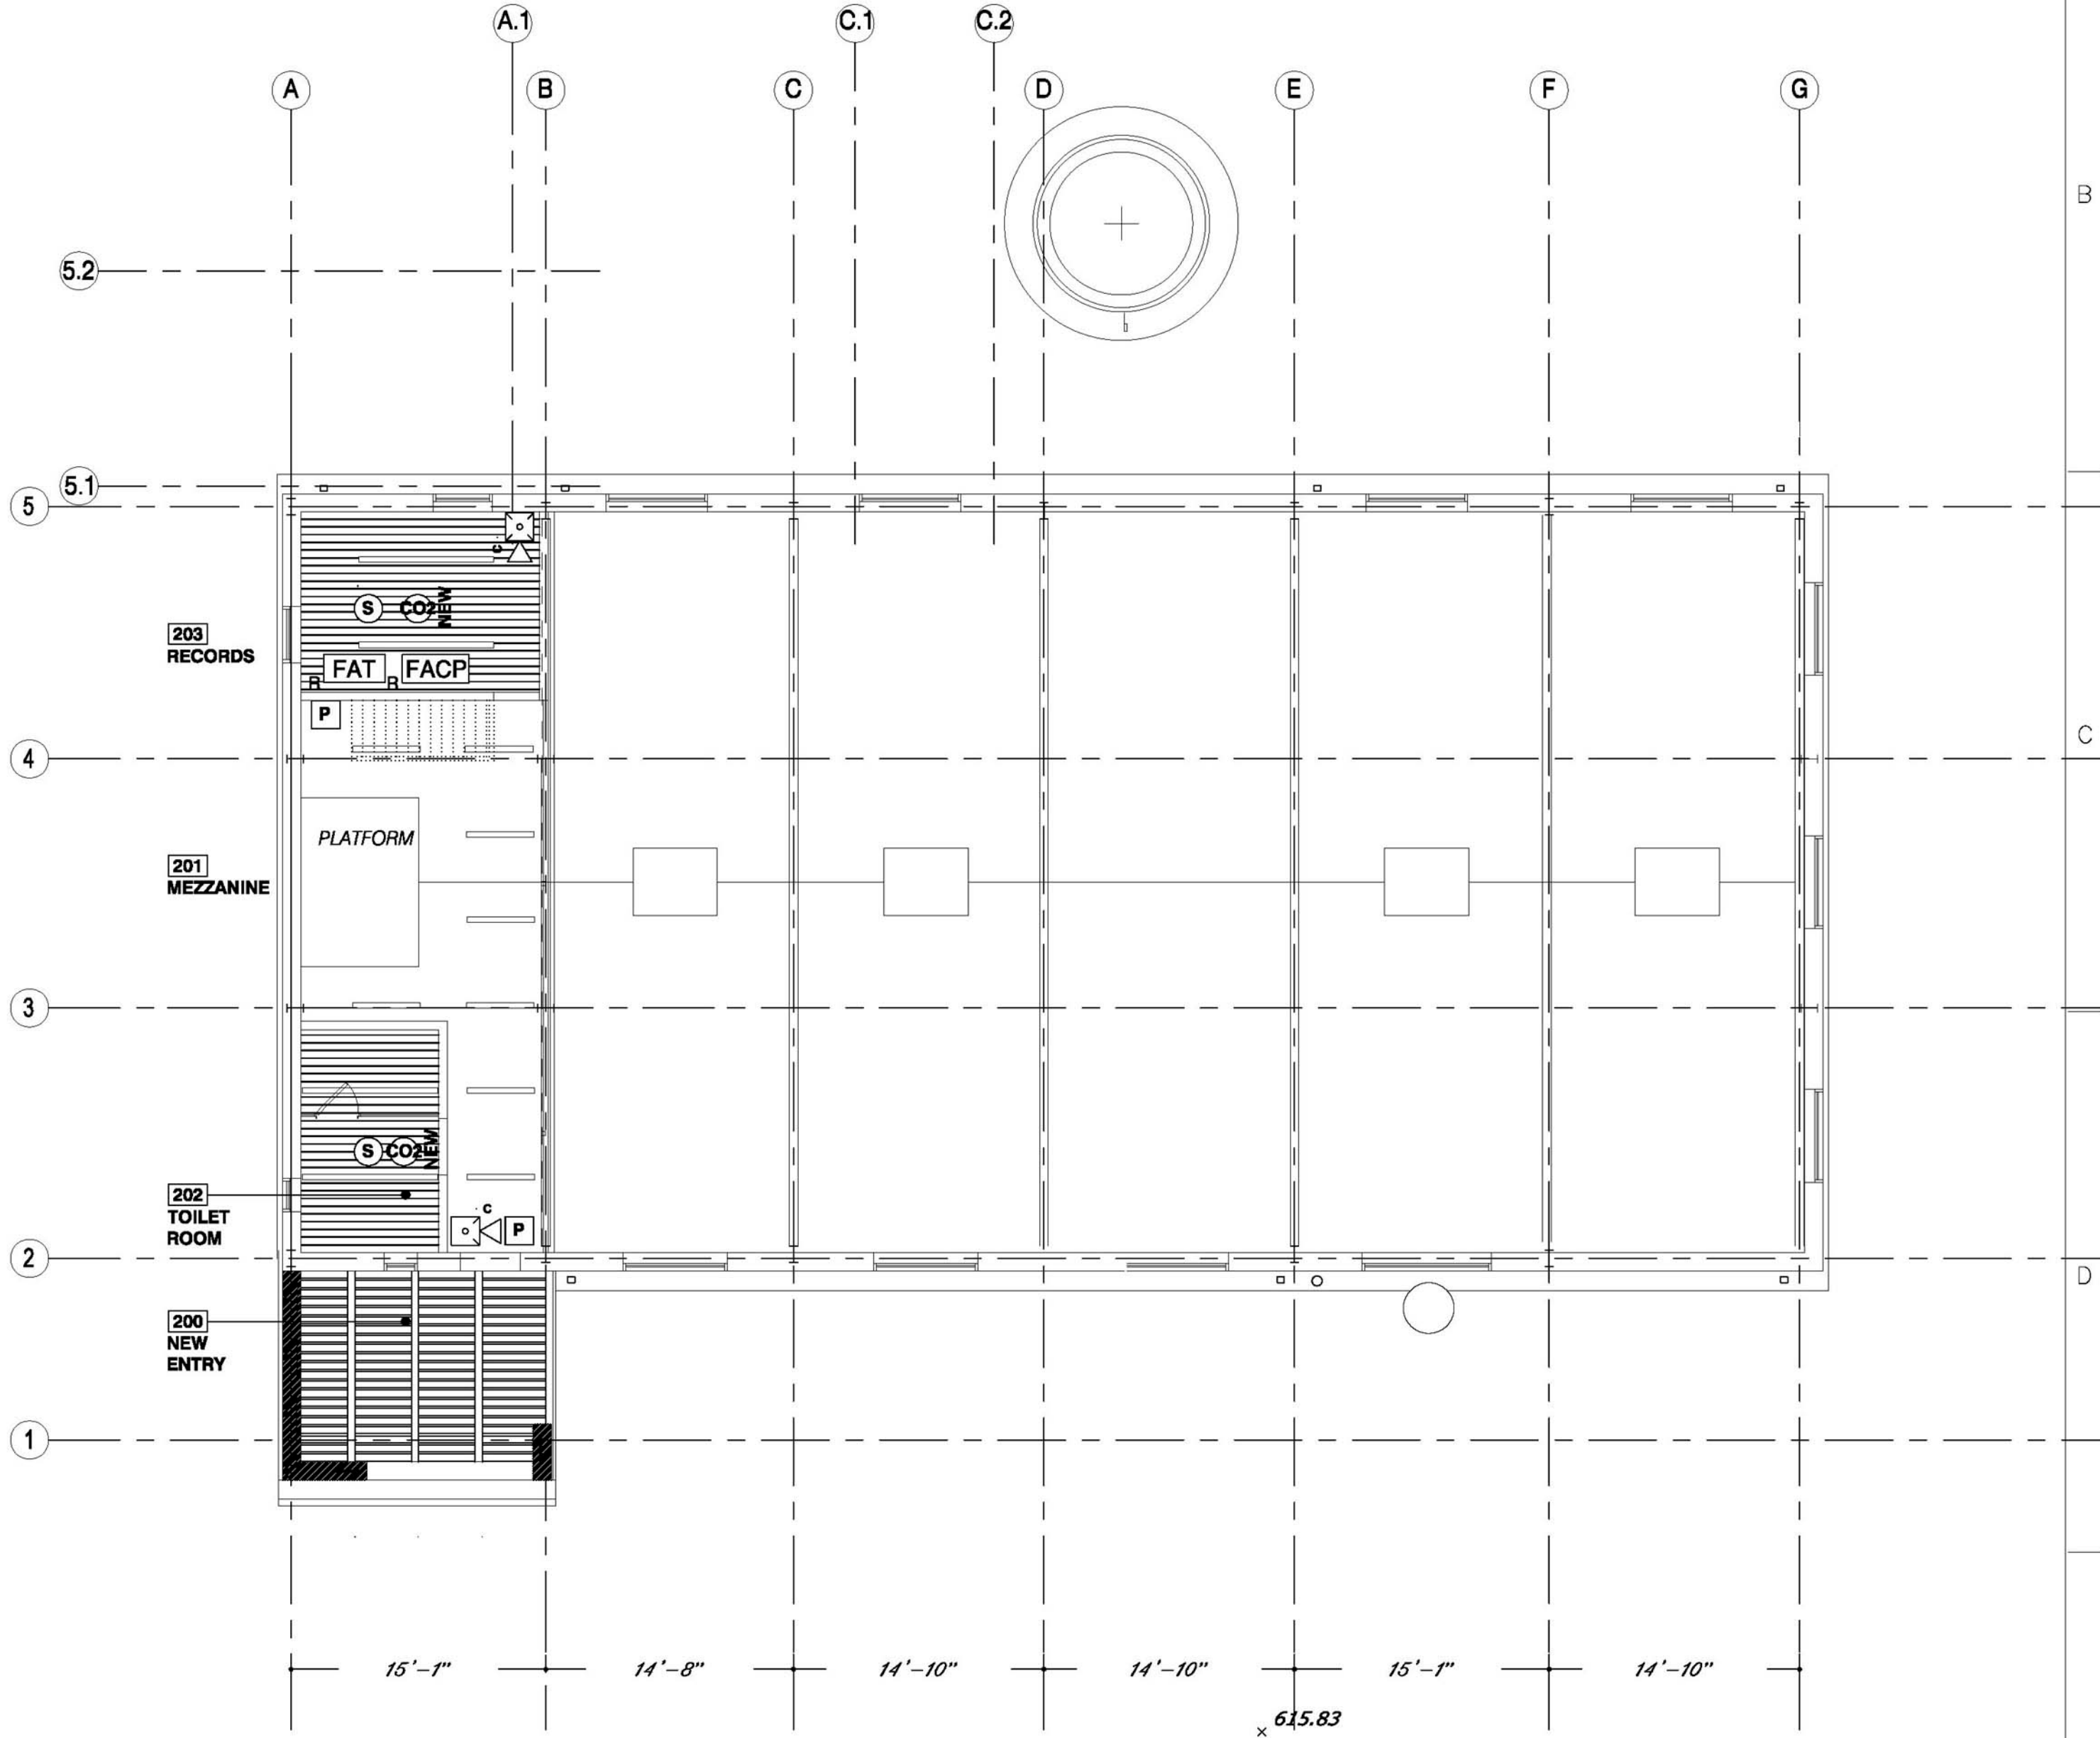 A.1
C.1
C.2
A
B
C
D
E
F
G
B
5.2
5.1
5
C
S
CO2
NEW
203
RECORDS
FAT
FACP
R
R
P
C
4
PLATFORM
201
MEZZANINE
3
S
CO2
NEW
202
TOILET
ROOM
C
P
2
D
200
NEW
ENTRY
1
15'-1"
14'-8"
14'-10"
14'-10"
15'-1"
14'-10"
× 615.83